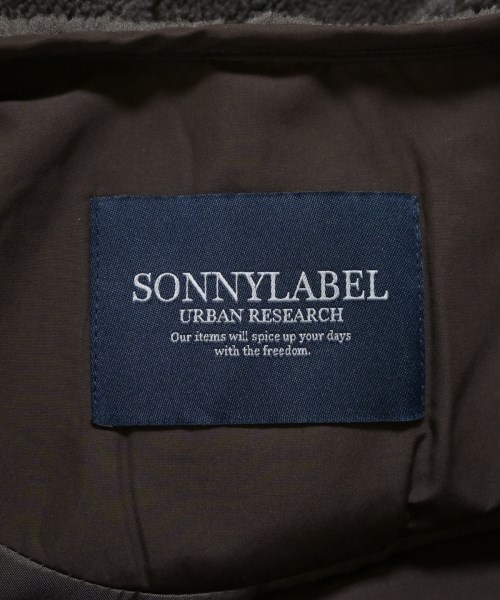 SONNYLABEL
URBAN RESEARCH
Our items will spice up your days
with the freedom.